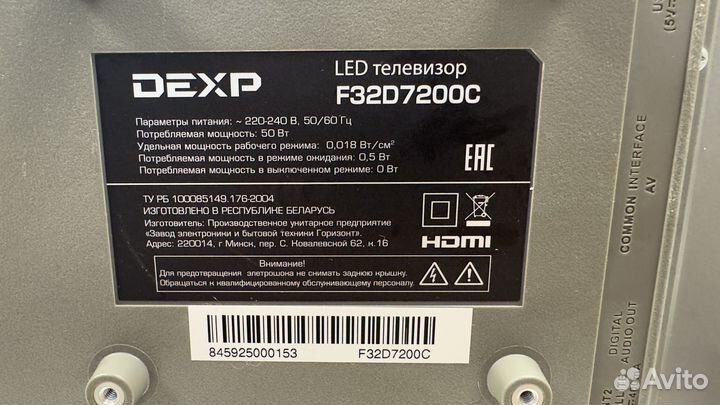 DEXP
LED телевизор
F32D7200C
Параметры питания: ~ 220-240 В, 50/60 Гц
Потребляемая мощность: 50 Вт
Удельная мощность рабочего режима: 0,018 Вт/см²
Потребляемая мощность в режиме ожидания: 0,5 Вт
Потребляемая мощность в выключенном режиме: 0 Вт
EAC
ТУ РБ 100085149.176-2004
ИЗГОТОВЛЕНО В РЕСПУБЛИКЕ БЕЛАРУСЬ
Изготовитель: Производственное унитарное предприятие
«Завод электроники и бытовой техники Горизонт».
Адрес: 220014, г Минск, пер. С. Ковалевской 62, к.16
HDMI
Внимание!
Для предотвращения элетрошока не снимать заднюю крышку.
Обращаться к квалифицированному обслуживающему персоналу.
845925000153
F32D7200C
COMMON INTERFACE
AV
DIGITAL
AUDIO OUT
Avito